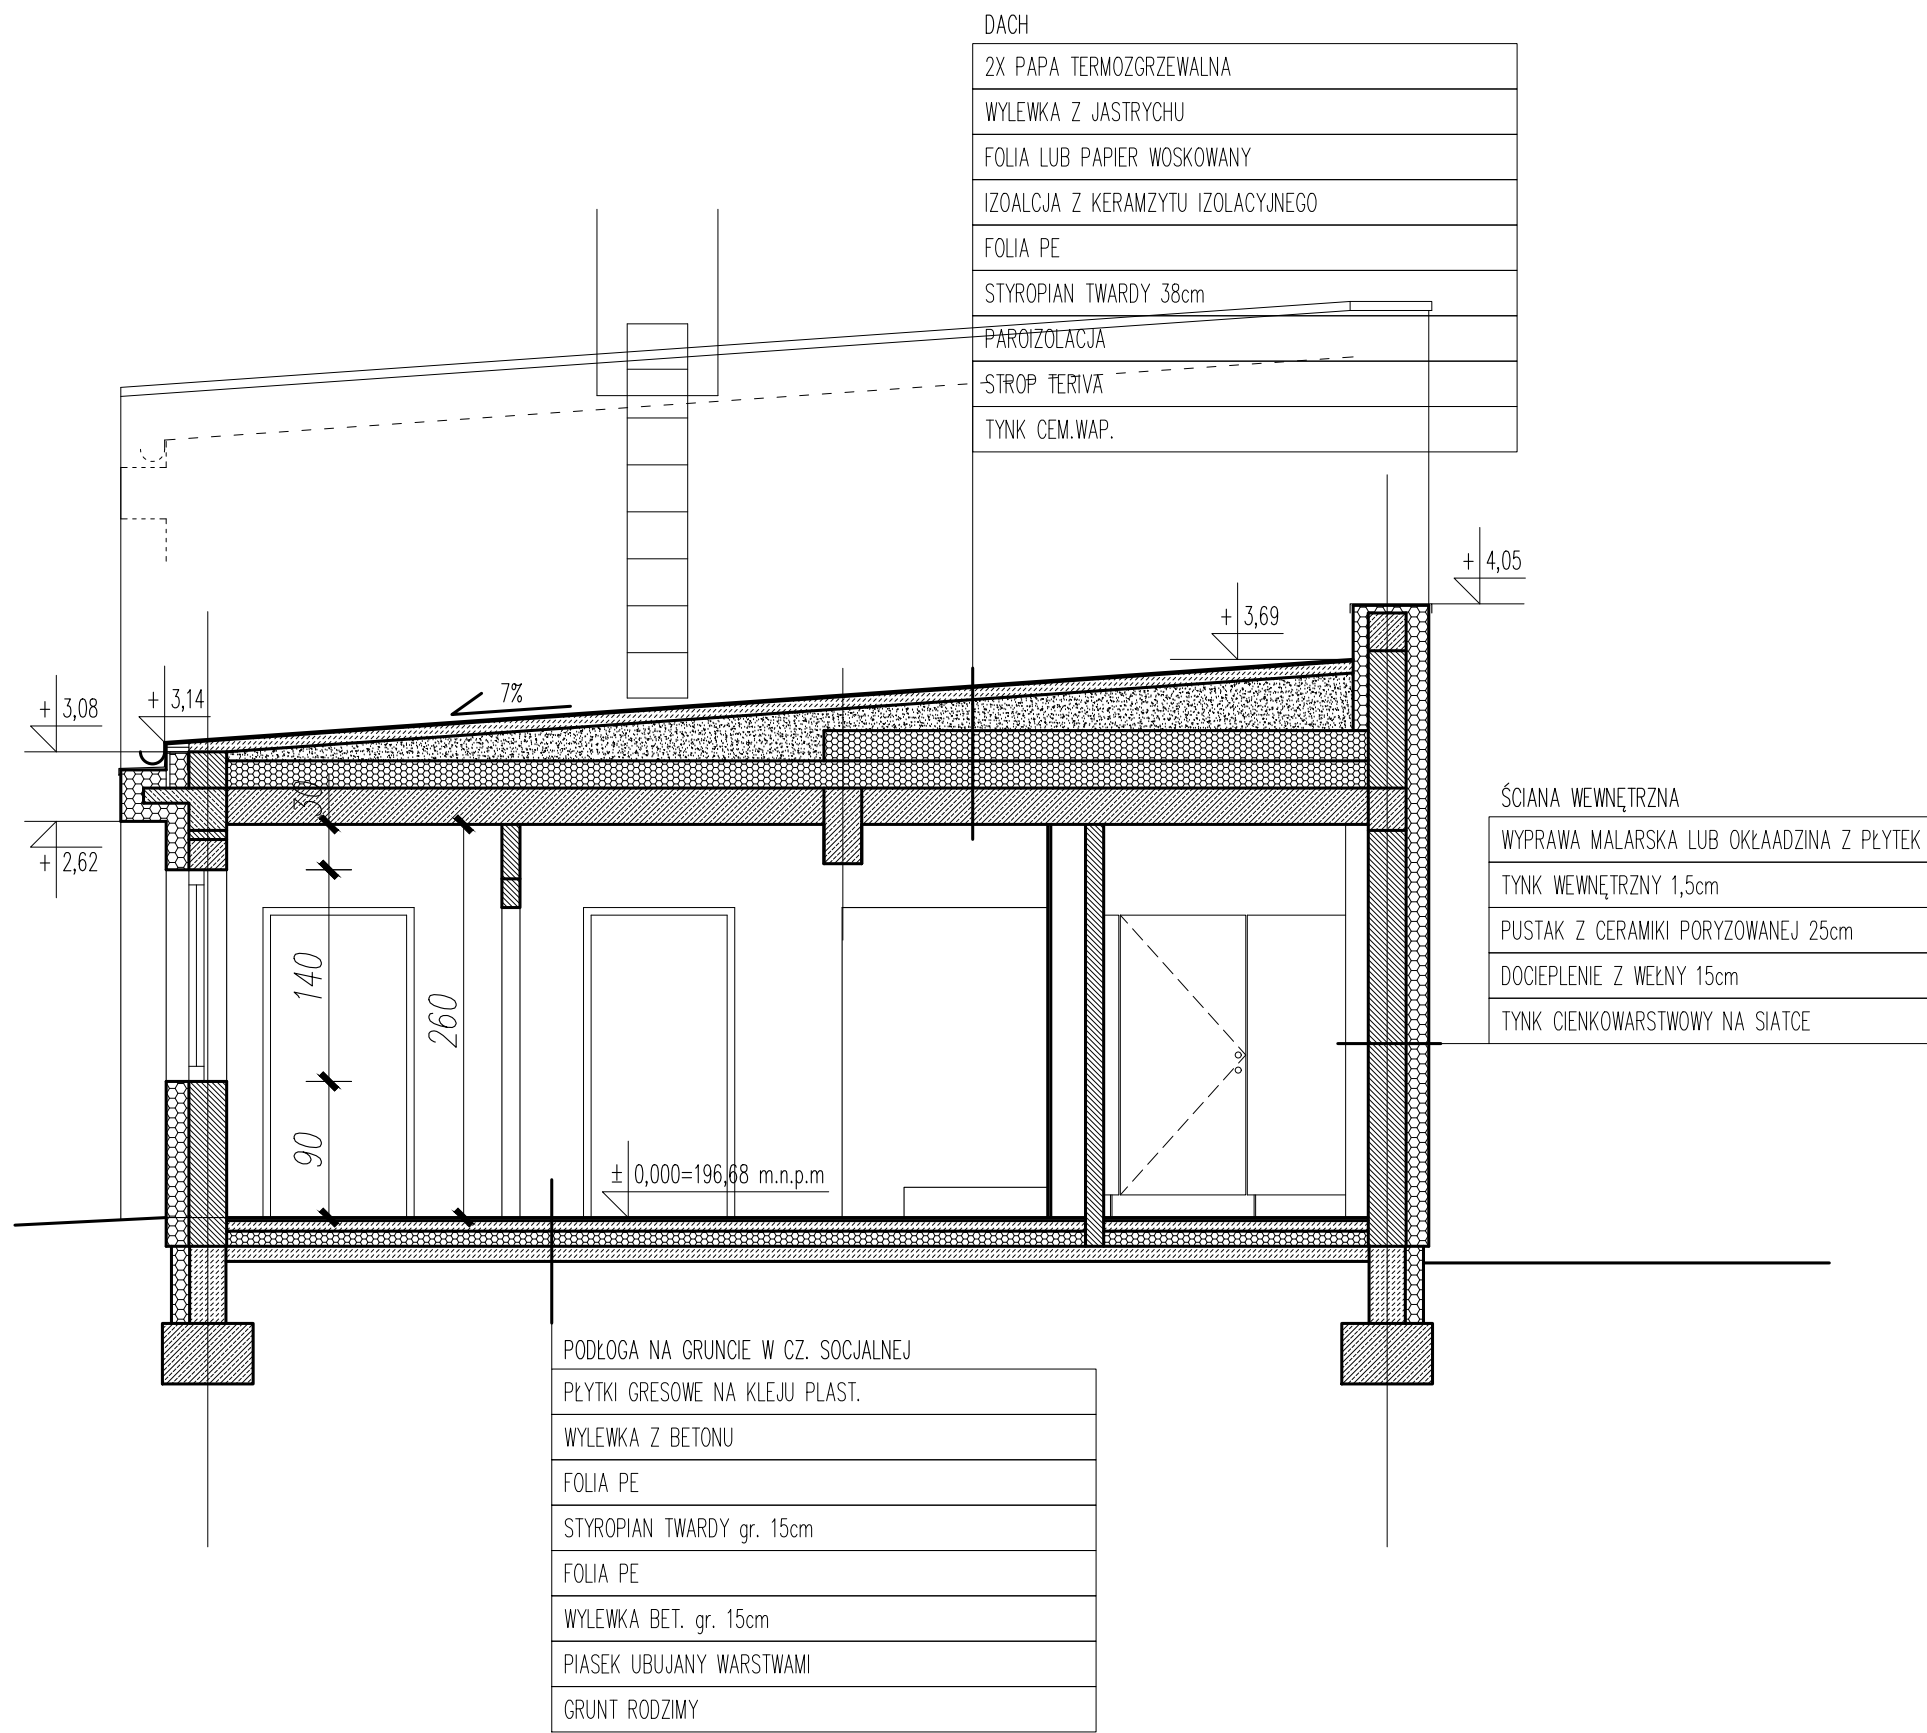 DACH
2X PAPA TERMOZGRZEWALNA
WYLEWKA Z JASTRYCHU
FOLIA LUB PAPIER WOSKOWANY
IZOALCJA Z KERAMZYTU IZOLACYJNEGO
FOLIA PE
STYROPIAN TWARDY 38cm
PAROIZOLACJA
STROP TERIVA
TYNK CEM.WAP.
+ 4,05
+ 3,69
7%
+ 3,14
+ 3,08
+ 2,62
30
140
90
260
± 0,000=196,68 m.n.p.m
ŚCIANA WEWNĘTRZNA
WYPRAWA MALARSKA LUB OKŁAADZINA Z PŁYTEK
TYNK WEWNĘTRZNY 1,5cm
PUSTAK Z CERAMIKI PORYZOWANEJ 25cm
DOCIEPLENIE Z WEŁNY 15cm
TYNK CIENKOWARSTWOWY NA SIATCE
PODŁOGA NA GRUNCIE W CZ. SOCJALNEJ
PŁYTKI GRESOWE NA KLEJU PLAST.
WYLEWKA Z BETONU
FOLIA PE
STYROPIAN TWARDY gr. 15cm
FOLIA PE
WYLEWKA BET. gr. 15cm
PIASEK UBUJANY WARSTWAMI
GRUNT RODZIMY